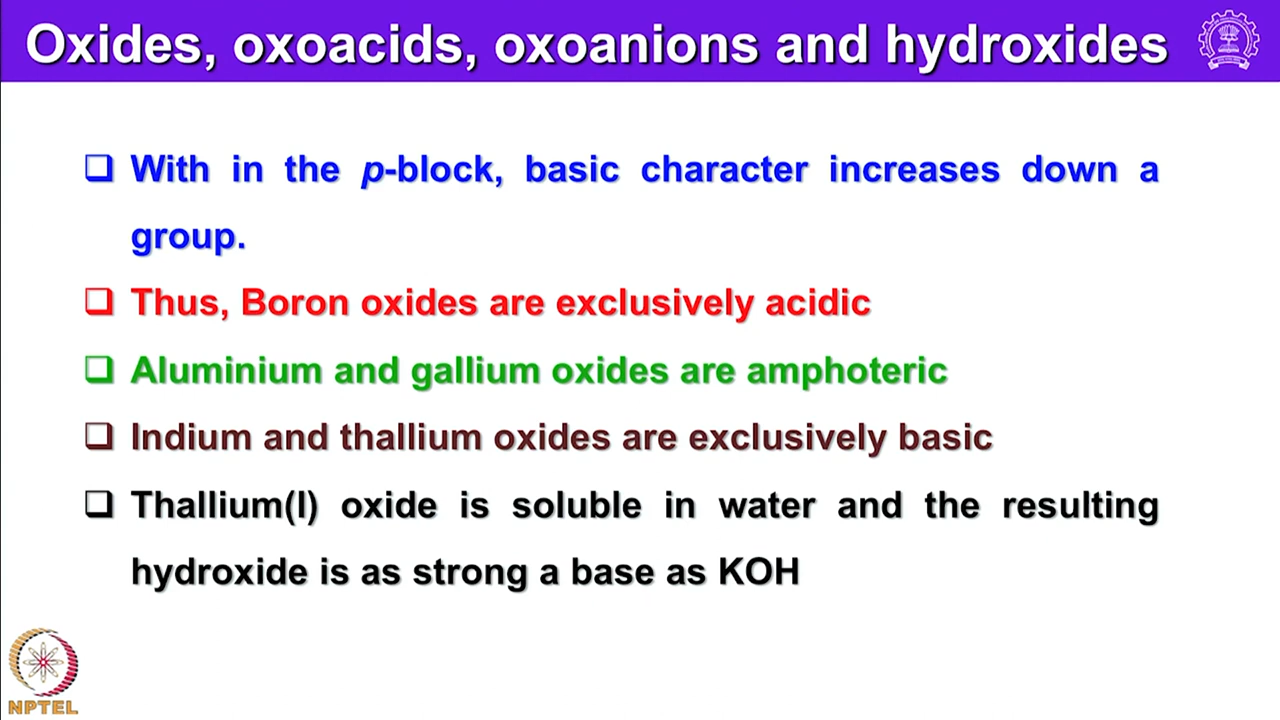 Oxides, oxoacids, oxoanions and hydroxides
With in the p-block, basic character increases down a
group.
Thus, Boron oxides are exclusively acidic
Aluminium and gallium oxides are amphoteric
Indium and thallium oxides are exclusively basic
Thallium(I) oxide is soluble in water and the resulting
hydroxide is as strong a base as KOH
NPTEL